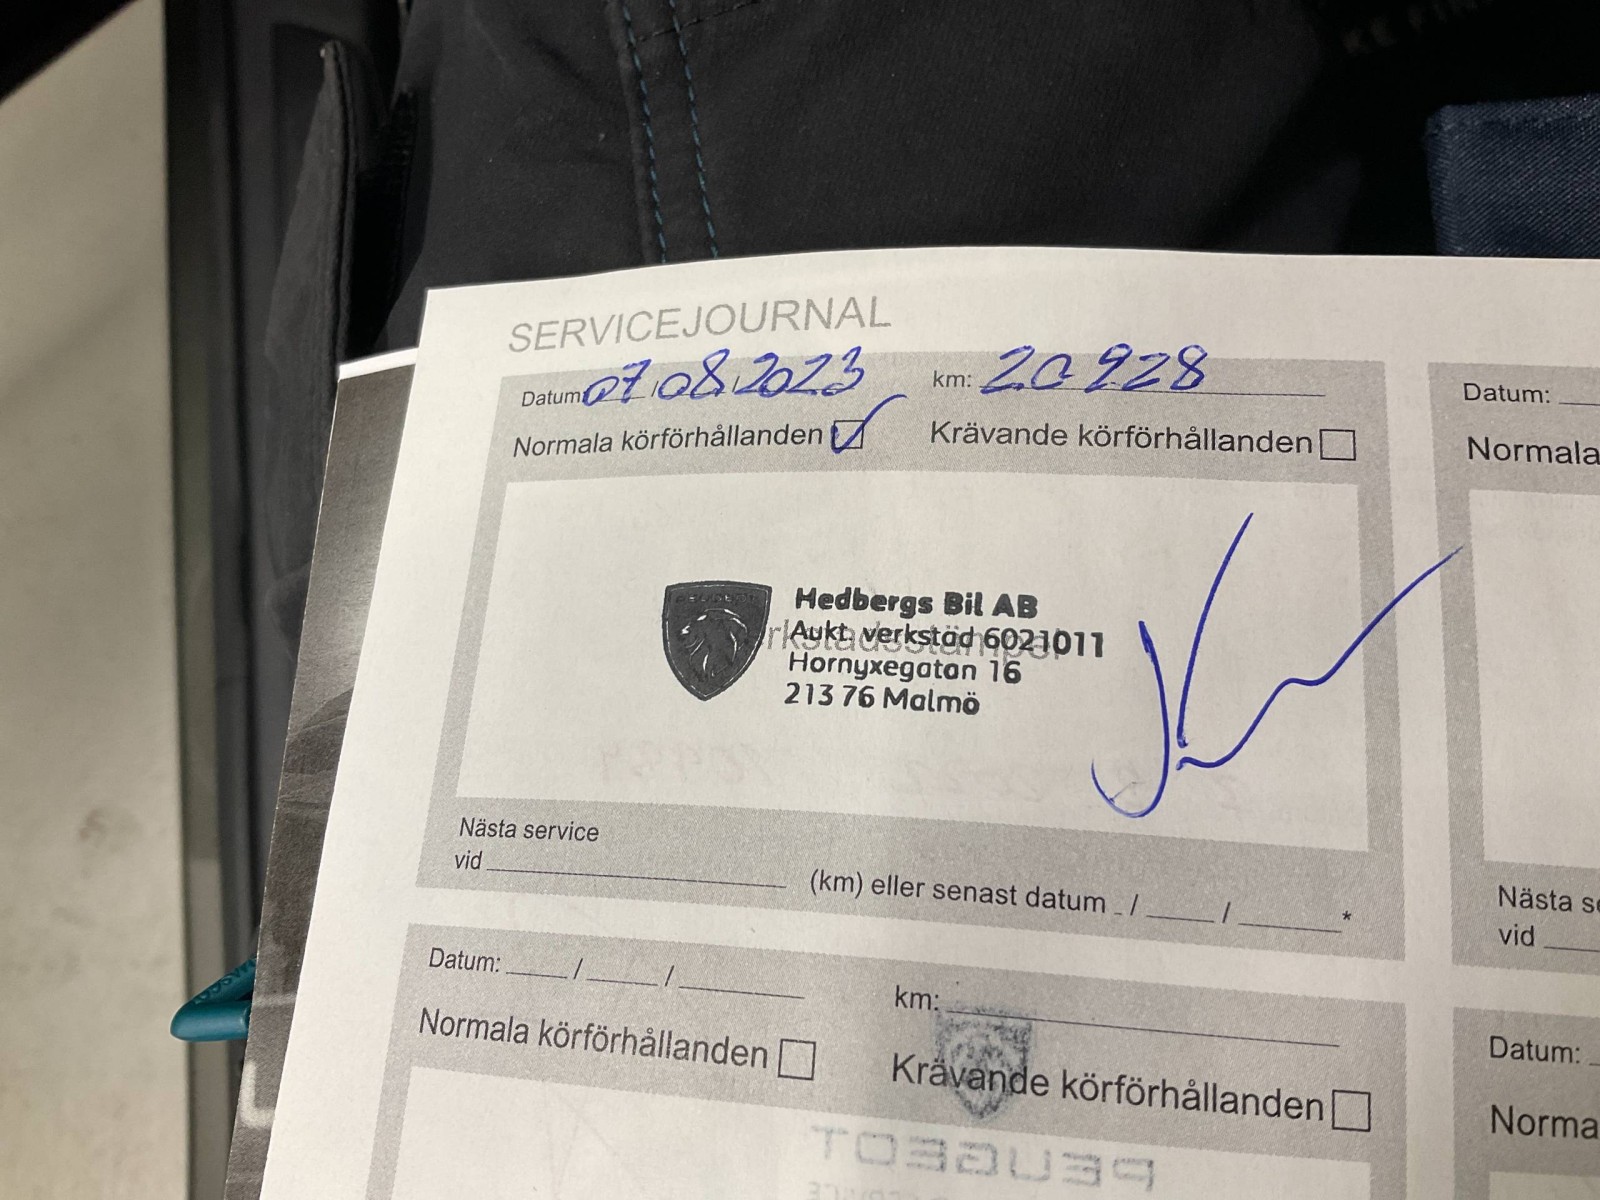 SERVICEJOURNAL
Datum: 07/08/2023 km: 20928
Normala körförhållanden Krävande körförhållanden
Hedbergs Bil AB
Aukt. verkstad 6021011
Hornyxegatan 16
213 76 Malmö
Nästa service
vid (km) eller senast datum / / *
Datum: / / km:
Normala körförhållanden Krävande körförhållanden
PEUGEOT
Datum:
Normala
Nästa
vid
Datum: